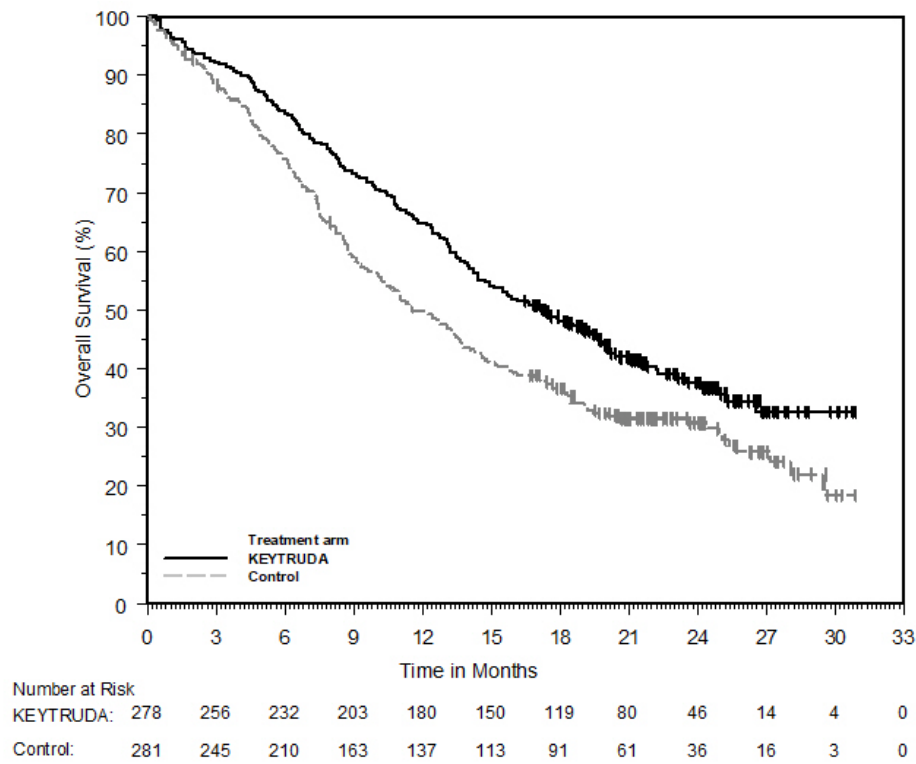 100
90
80
70
60
50
40
30
20
10
0
Overall Survival (%)
Treatment arm
KEYTRUDA
Control
0 3 6 9 12 15 18 21 24 27 30 33
Time in Months
Number at Risk
KEYTRUDA: 278 256 232 203 180 150 119 80 46 14 4 0
Control: 281 245 210 163 137 113 91 61 36 16 3 0